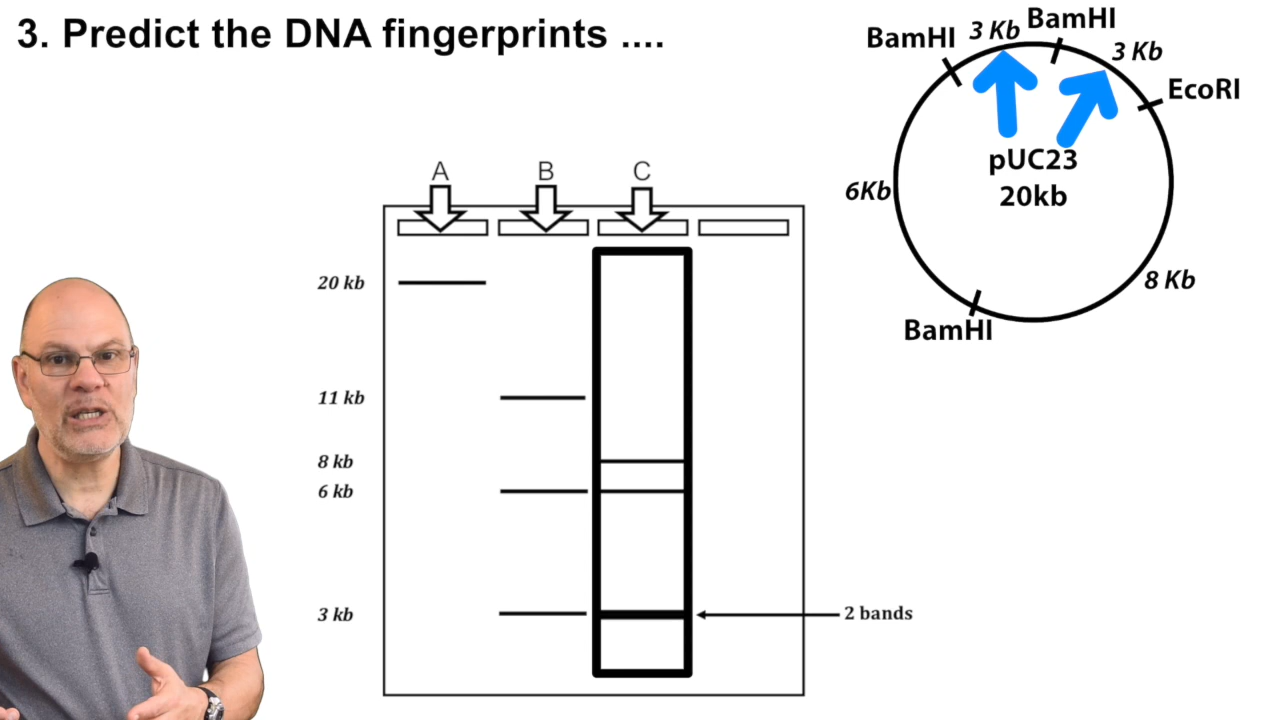 3. Predict the DNA fingerprints ....
BamHI
3 Kb
BamHI
3 Kb
EcoRI
pUC23
20kb
6Kb
8 Kb
BamHI
A
B
C
20 kb
11 kb
8 kb
6 kb
3 kb
2 bands